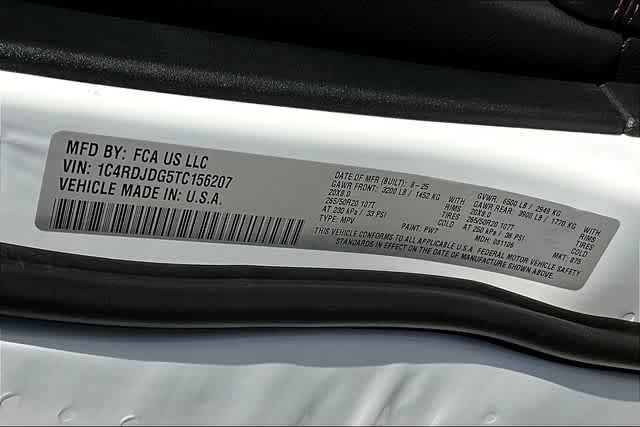 MFD BY: FCA US LLC
VIN: 1C4RDJDG5TC156207
VEHICLE MADE IN: U.S.A.
DATE OF MFR (BUILT): 8-25
GAWR FRONT: 3200 LB / 1452 KG WITH
20X8.0 RIMS
265/50R20 107T TIRES
AT 230 kPa / 33 PSI COLD
TYPE: MPV PAINT: PW7
GVWR: 6500 LB / 2949 KG
GAWR REAR: 3900 LB / 1770 KG WITH
20X8.0 RIMS
265/50R20 107T TIRES
AT 250 kPa / 36 PSI COLD
MDH: 081106 MKT: 875
THIS VEHICLE CONFORMS TO ALL APPLICABLE U.S.A. FEDERAL MOTOR VEHICLE SAFETY
STANDARDS IN EFFECT ON THE DATE OF MANUFACTURE SHOWN ABOVE.